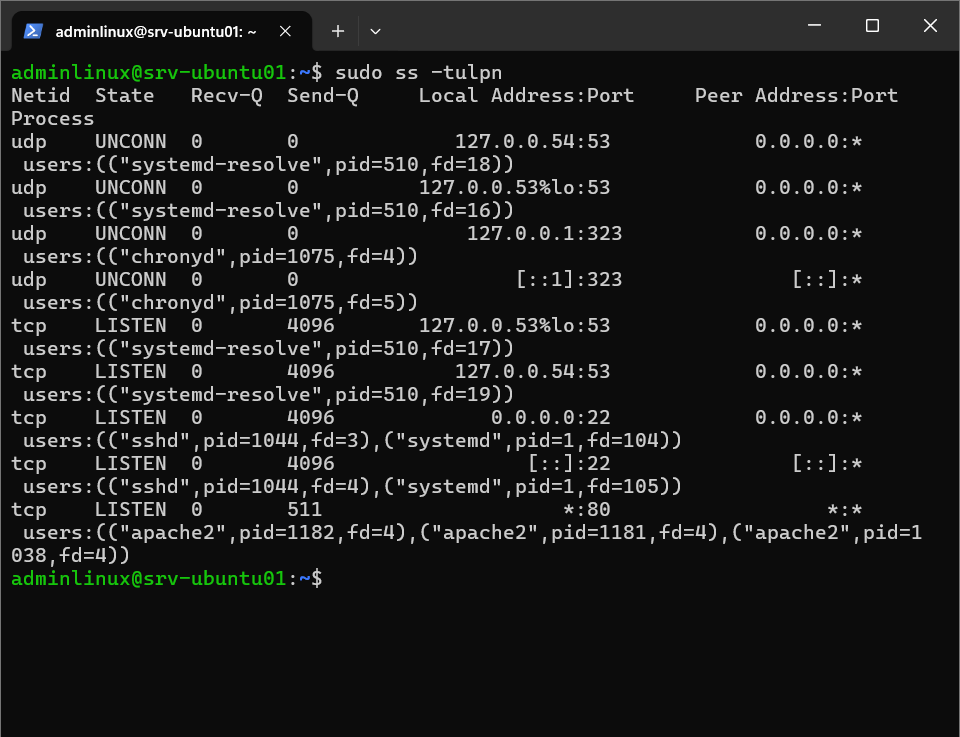 adminlinux@srv-ubuntu01: ~
adminlinux@srv-ubuntu01:~$ sudo ss -tulpn
Netid  State   Recv-Q  Send-Q     Local Address:Port     Peer Address:Port
Process
udp    UNCONN  0       0             127.0.0.54:53            0.0.0.0:*
 users:(("systemd-resolve",pid=510,fd=18))
udp    UNCONN  0       0          127.0.0.53%lo:53            0.0.0.0:*
 users:(("systemd-resolve",pid=510,fd=16))
udp    UNCONN  0       0              127.0.0.1:323           0.0.0.0:*
 users:(("chronyd",pid=1075,fd=4))
udp    UNCONN  0       0                  [::1]:323              [::]:*
 users:(("chronyd",pid=1075,fd=5))
tcp    LISTEN  0       4096       127.0.0.53%lo:53            0.0.0.0:*
 users:(("systemd-resolve",pid=510,fd=17))
tcp    LISTEN  0       4096          127.0.0.54:53            0.0.0.0:*
 users:(("systemd-resolve",pid=510,fd=19))
tcp    LISTEN  0       4096             0.0.0.0:22            0.0.0.0:*
 users:(("sshd",pid=1044,fd=3),("systemd",pid=1,fd=104))
tcp    LISTEN  0       4096                [::]:22               [::]:*
 users:(("sshd",pid=1044,fd=4),("systemd",pid=1,fd=105))
tcp    LISTEN  0       511                    *:80                  *:*
 users:(("apache2",pid=1182,fd=4),("apache2",pid=1181,fd=4),("apache2",pid=1
038,fd=4))
adminlinux@srv-ubuntu01:~$